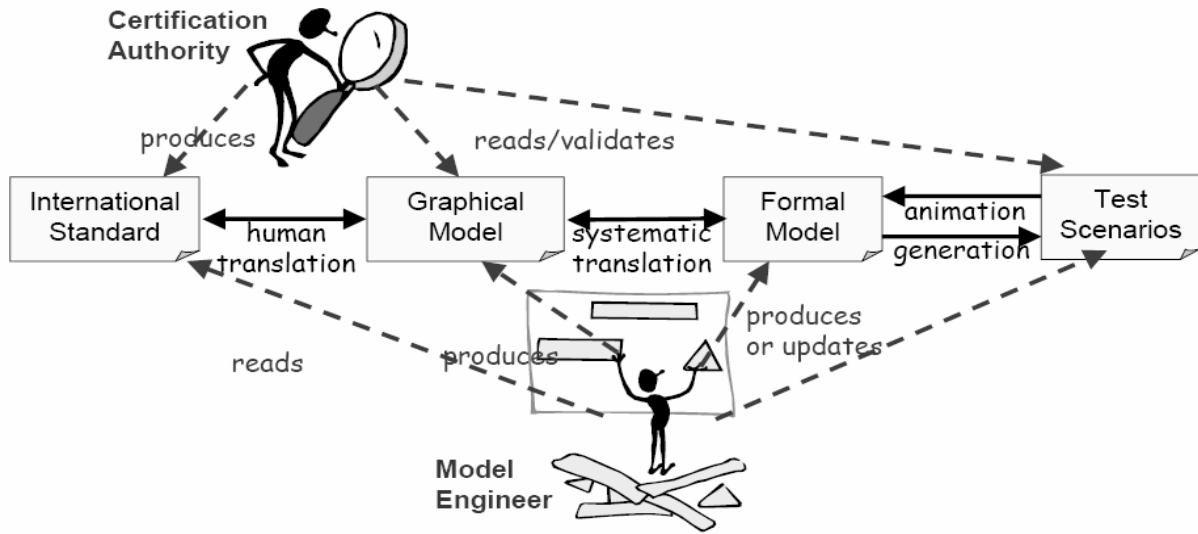 Certification
Authority
produces
reads/validates
International
Standard
human
translation
Graphical
Model
systematic
translation
Formal
Model
animation
generation
Test
Scenarios
reads
produces
produces
or updates
Model
Engineer